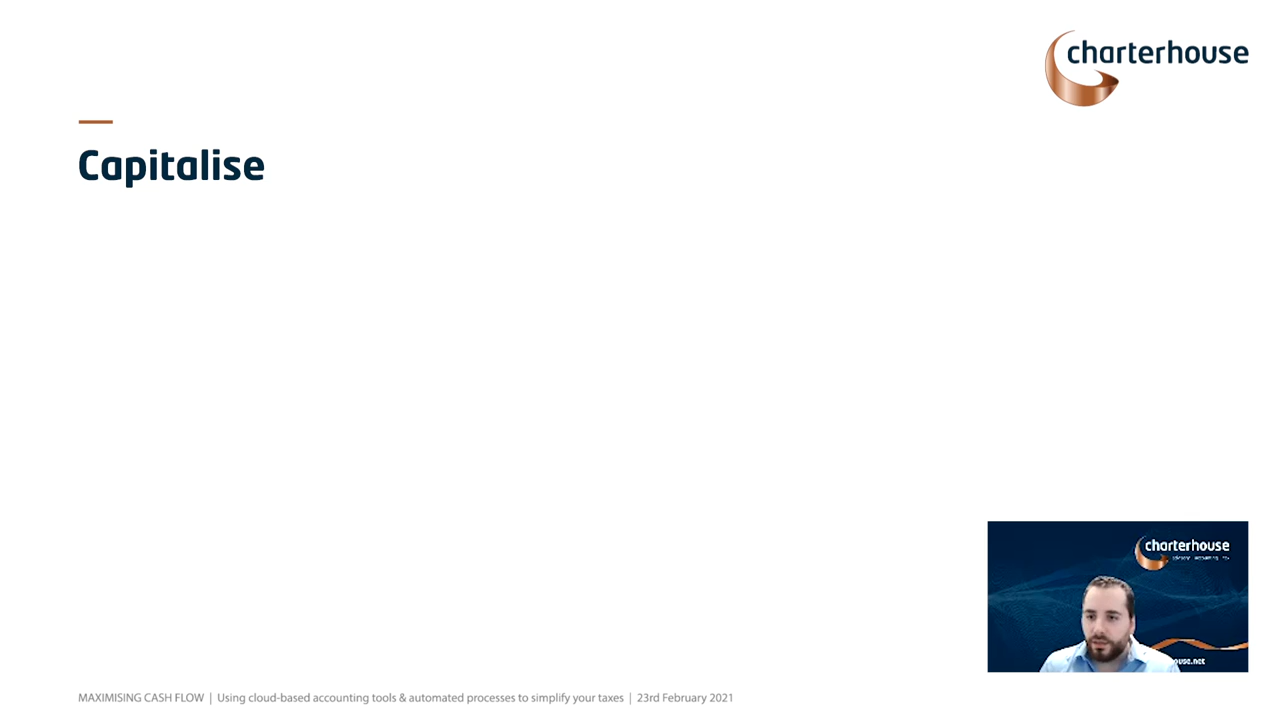 charterhouse
Capitalise
charterhouse
MAXIMISING CASH FLOW | Using cloud-based accounting tools & automated processes to simplify your taxes | 23rd February 2021